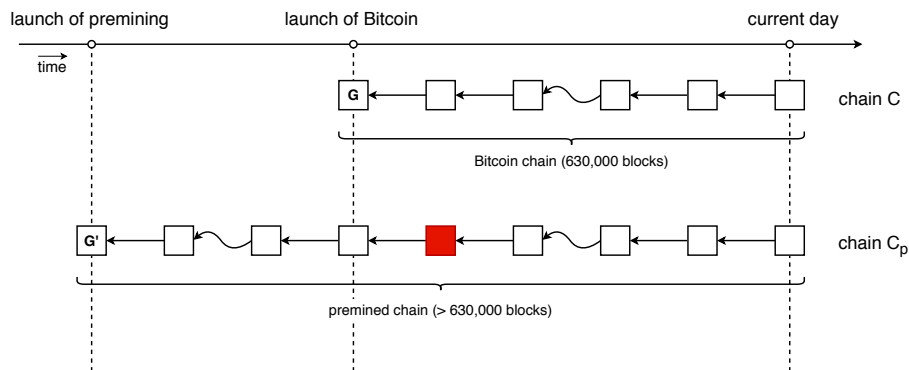 launch of premining
launch of Bitcoin
current day
time
G
chain C
Bitcoin chain (630,000 blocks)
G'
chain Cp
premined chain (> 630,000 blocks)